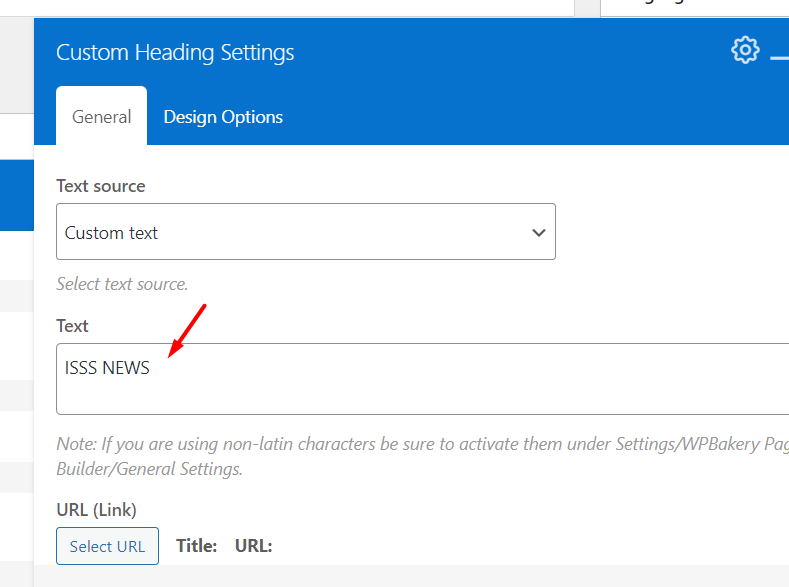 Custom Heading Settings
General
Design Options
Text source
Custom text
Select text source.
Text
ISSS NEWS
Note: If you are using non-latin characters be sure to activate them under Settings/WPBakery
Builder/General Settings.
URL (Link)
Select URL Title: URL: